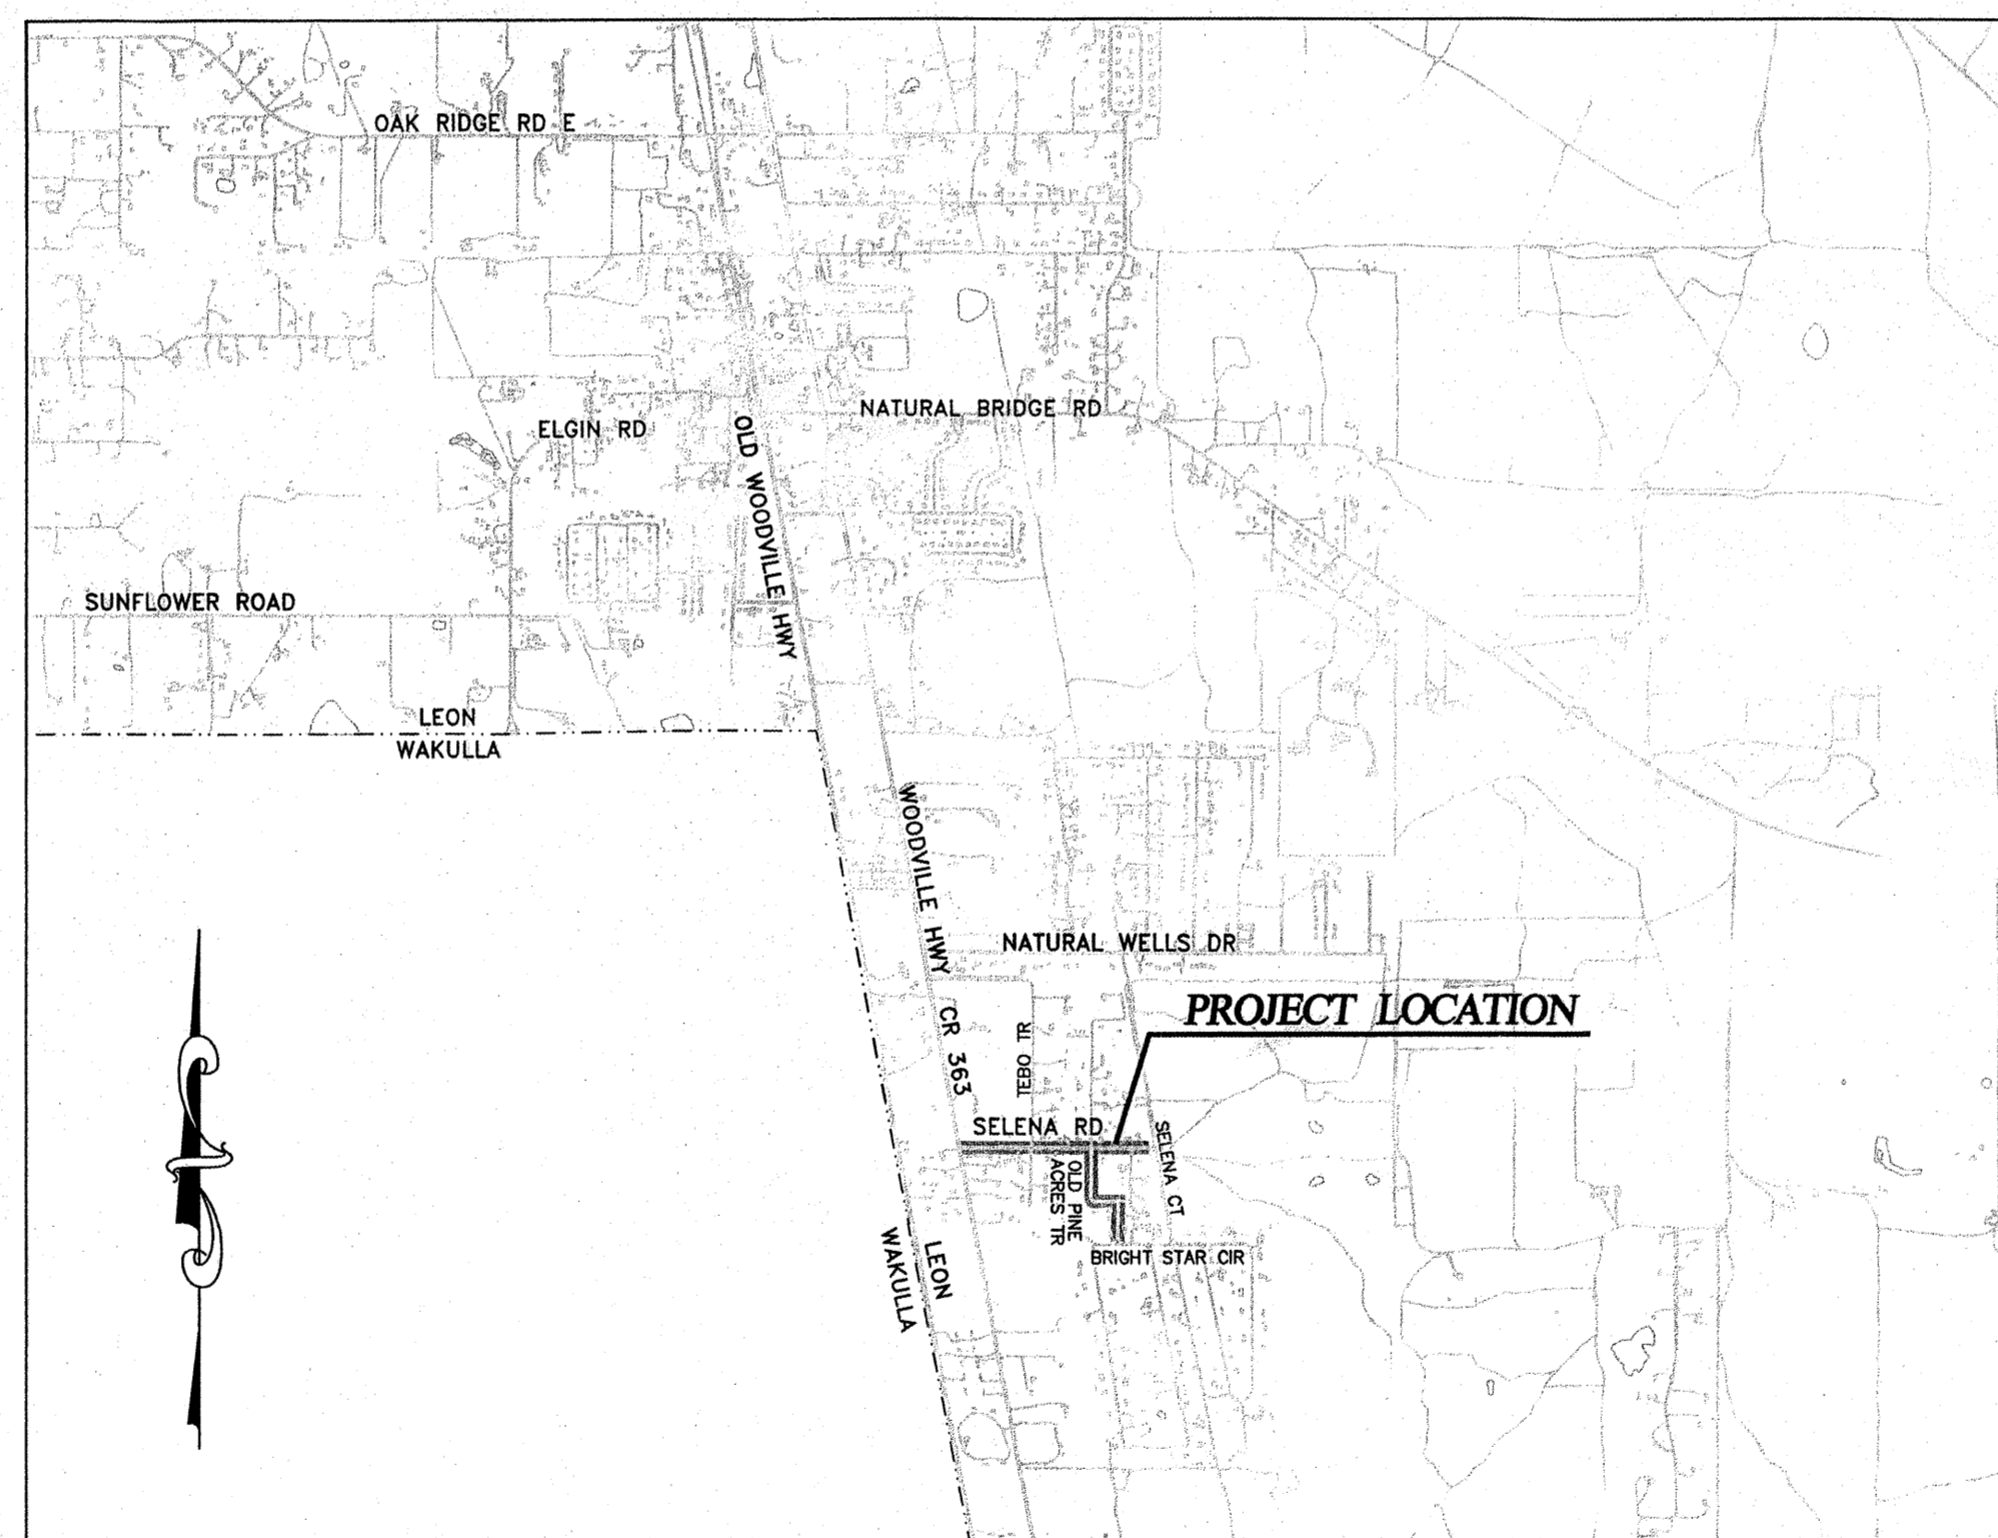 OAK RIDGE RD E
NATURAL BRIDGE RD
ELGIN RD
OLD WOODVILLE HWY
SUNFLOWER ROAD
LEON
WAKULLA
WOODVILLE HWY CR 363
NATURAL WELLS DR
PROJECT LOCATION
TEBO TR
SELENA RD
SELENA CT
OLD PINE
ACRES TR
BRIGHT STAR CIR
LEON
WAKULLA